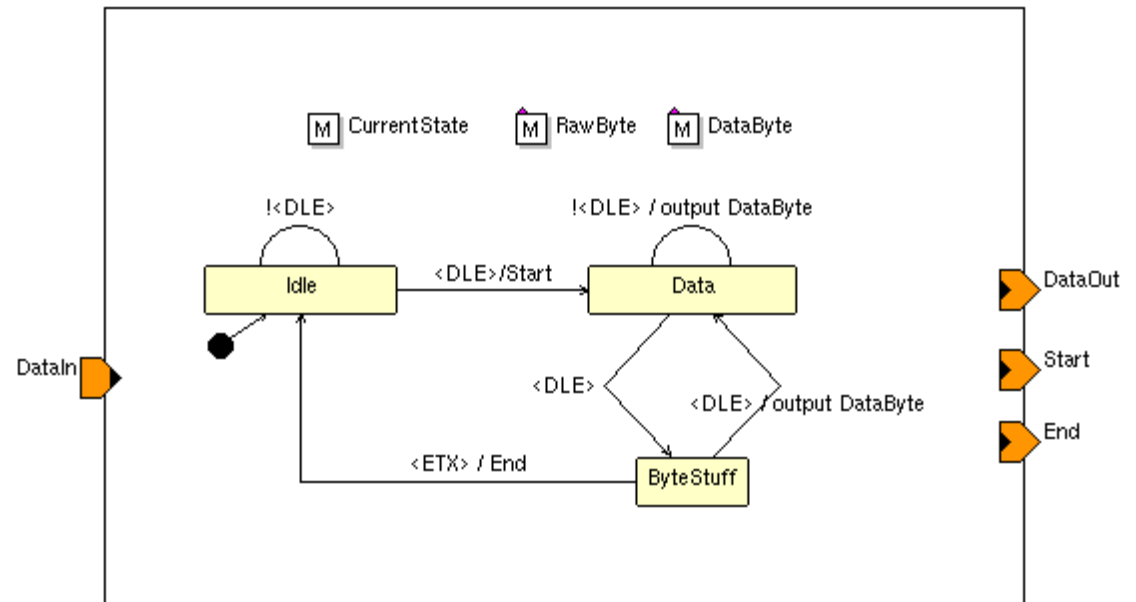 M CurrentState
M RawByte
M DataByte
!<DLE>
!<DLE> / output DataByte
Idle
<DLE>/Start
Data
DataOut
DataIn
Start
<DLE>
<DLE> / output DataByte
End
<ETX> / End
ByteStuff